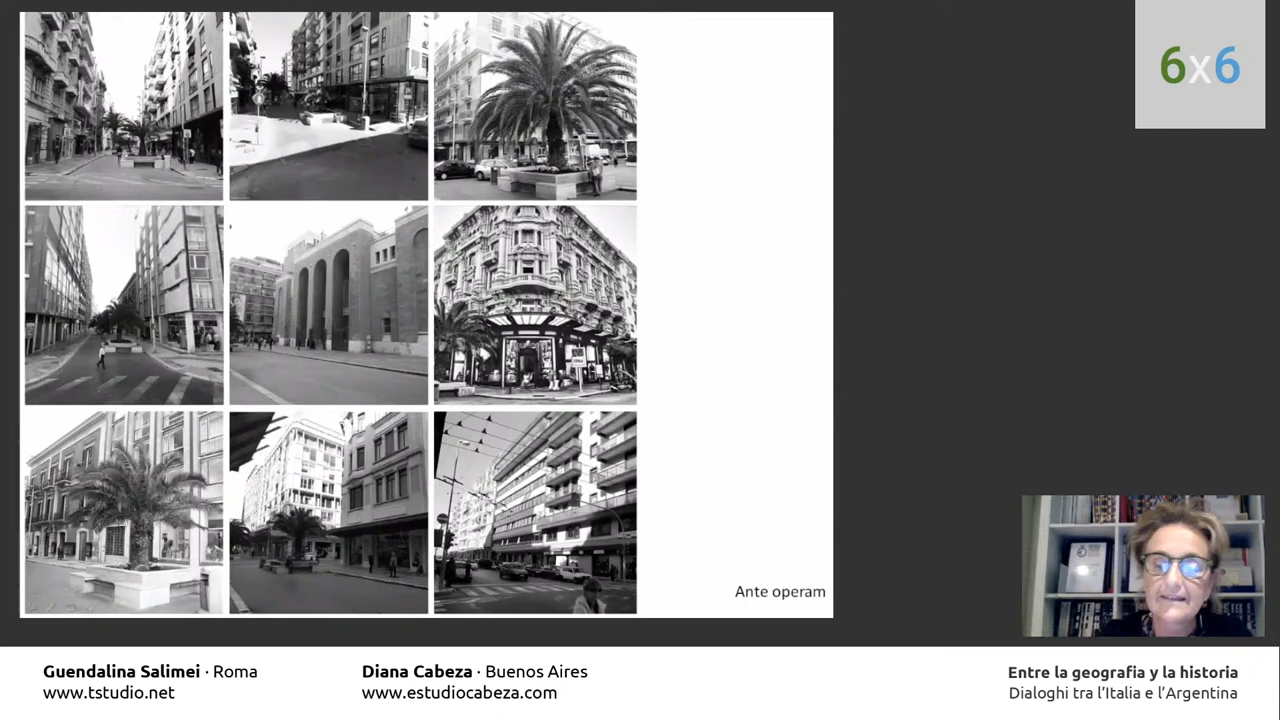 6x6
Ante operam
Guendalina Salimei · Roma
www.tstudio.net
Diana Cabeza · Buenos Aires
www.estudiocabeza.com
Entre la geografia y la historia
Dialoghi tra l'Italia e l'Argentina